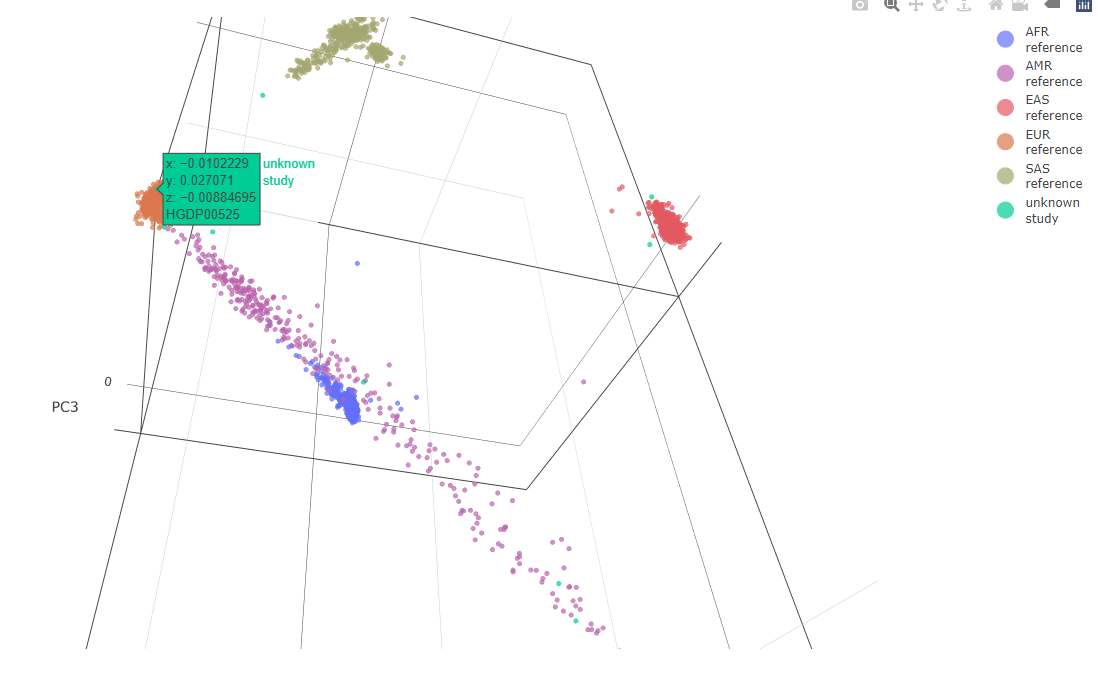 AFR
reference
AMR
reference
EAS
reference
EUR
reference
SAS
reference
unknown
study
x: −0.0102229
y: 0.027071
z: −0.00884695
HGDP00525
unknown
study
0
PC3